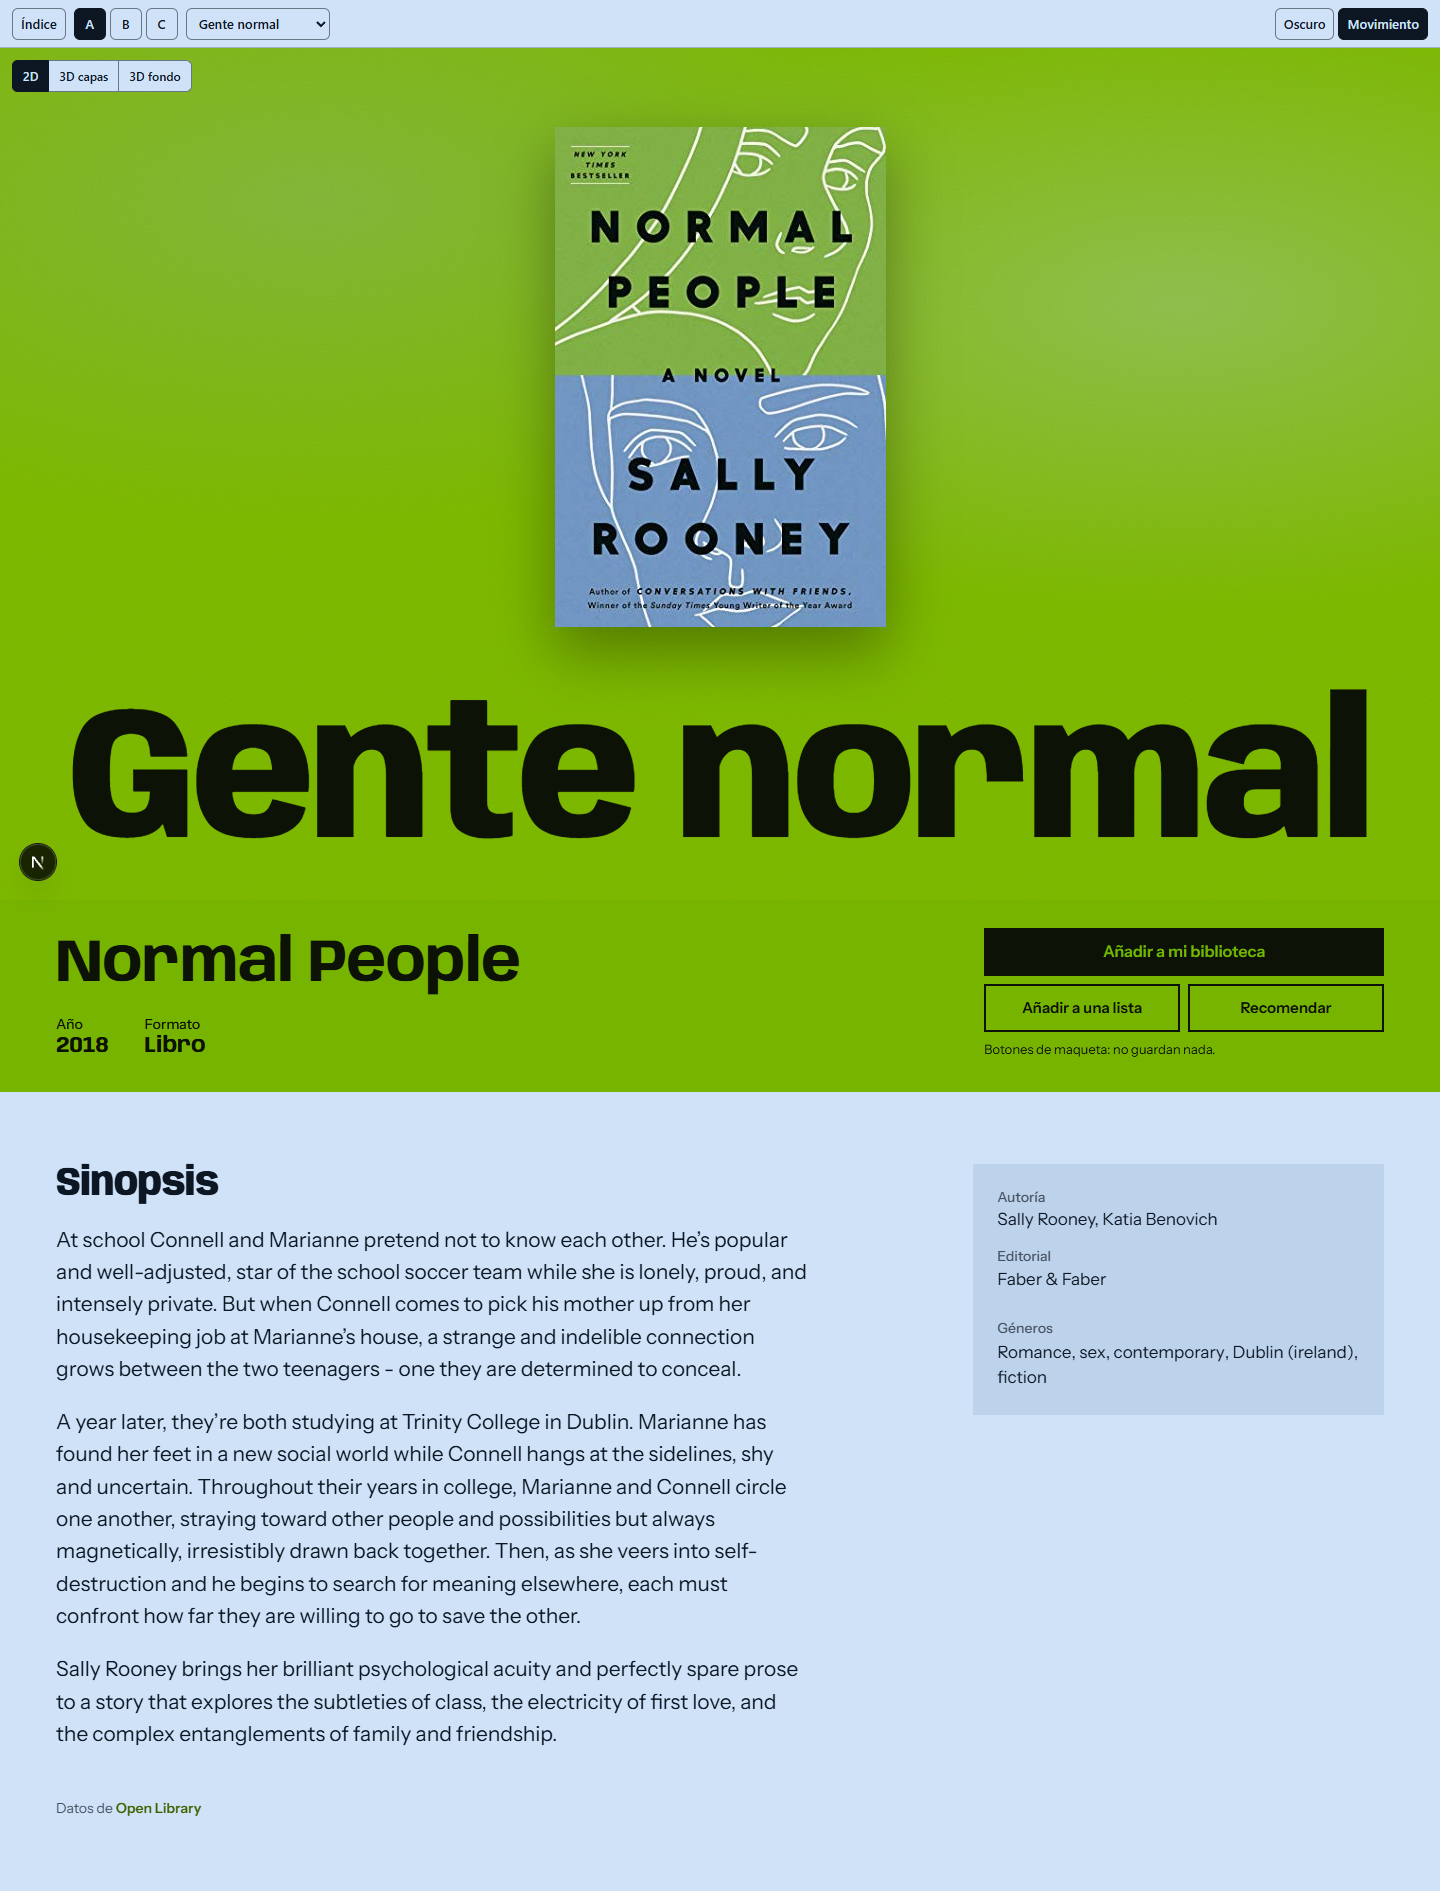 Índice
A
B
C
Gente normal
Oscuro
Movimiento
2D
3D capas
3D fondo
NEW YORK
TIMES
BESTSELLER
NORMAL
PEOPLE
A NOVEL
SALLY
ROONEY
Author of CONVERSATIONS WITH FRIENDS,
Winner of the Sunday Times Young Writer of the Year Award
Gente normal
N
Normal People
Año
2018
Formato
Libro
Añadir a mi biblioteca
Añadir a una lista
Recomendar
Botones de maqueta: no guardan nada.
Sinopsis
At school Connell and Marianne pretend not to know each other. He’s popular
and well-adjusted, star of the school soccer team while she is lonely, proud, and
intensely private. But when Connell comes to pick his mother up from her
housekeeping job at Marianne’s house, a strange and indelible connection
grows between the two teenagers - one they are determined to conceal.
A year later, they’re both studying at Trinity College in Dublin. Marianne has
found her feet in a new social world while Connell hangs at the sidelines, shy
and uncertain. Throughout their years in college, Marianne and Connell circle
one another, straying toward other people and possibilities but always
magnetically, irresistibly drawn back together. Then, as she veers into self-
destruction and he begins to search for meaning elsewhere, each must
confront how far they are willing to go to save the other.
Sally Rooney brings her brilliant psychological acuity and perfectly spare prose
to a story that explores the subtleties of class, the electricity of first love, and
the complex entanglements of family and friendship.
Datos de Open Library
Autoría
Sally Rooney, Katia Benovich
Editorial
Faber & Faber
Géneros
Romance, sex, contemporary, Dublin (ireland),
fiction